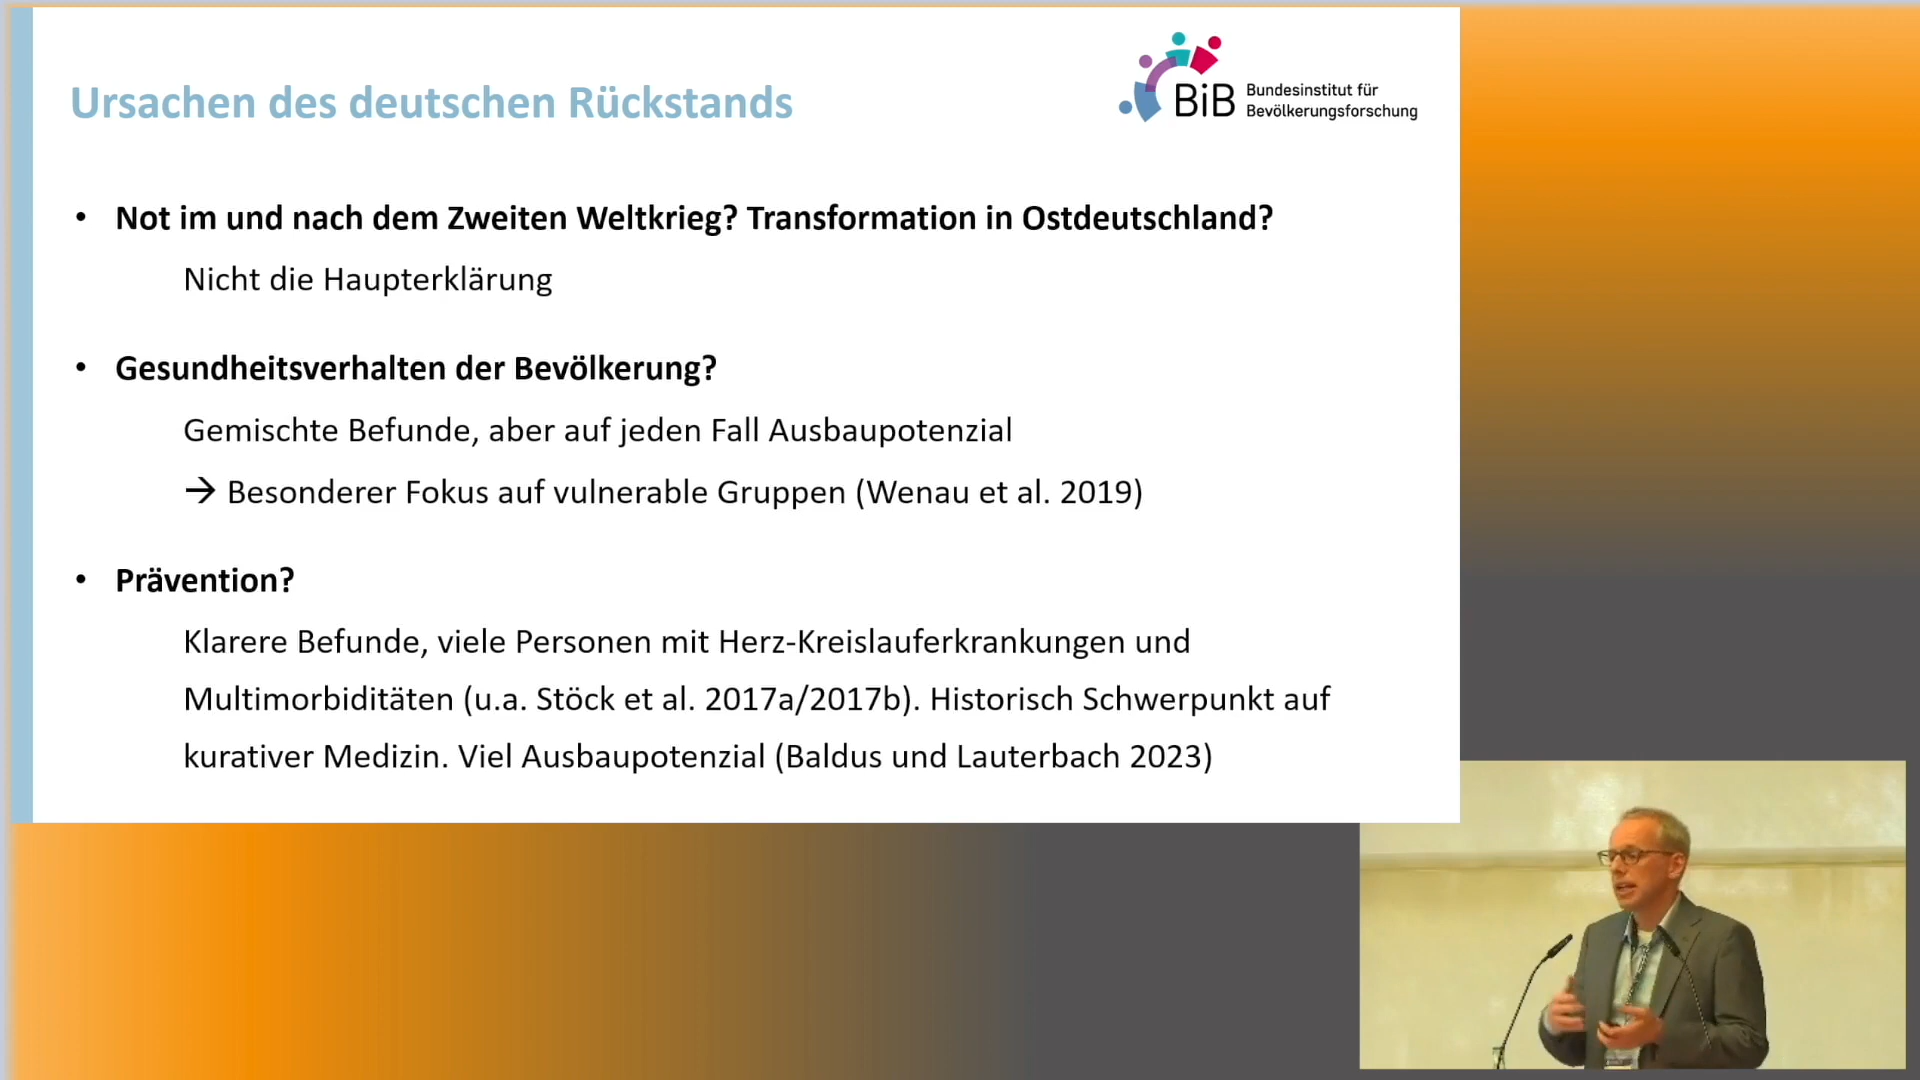 Ursachen des deutschen Rückstands
BiB Bundesinstitut für
Bevölkerungsforschung
• Not im und nach dem Zweiten Weltkrieg? Transformation in Ostdeutschland?
Nicht die Haupterklärung
• Gesundheitsverhalten der Bevölkerung?
Gemischte Befunde, aber auf jeden Fall Ausbaupotenzial
→ Besonderer Fokus auf vulnerable Gruppen (Wenau et al. 2019)
• Prävention?
Klarere Befunde, viele Personen mit Herz-Kreislauferkrankungen und
Multimorbiditäten (u.a. Stöck et al. 2017a/2017b). Historisch Schwerpunkt auf
kurativer Medizin. Viel Ausbaupotenzial (Baldus und Lauterbach 2023)